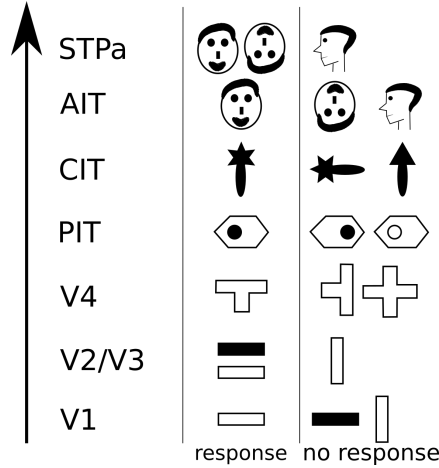 STPa
AIT
CIT
PIT
V4
V2/V3
V1
response no response